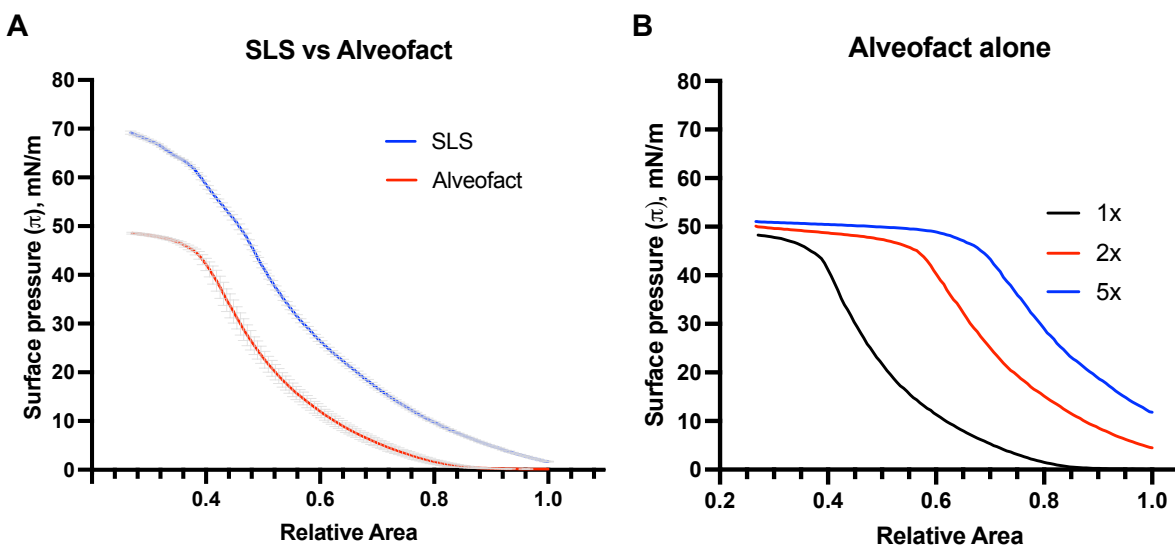 A
SLS vs Alveofact
Surface pressure (π), mN/m
80
70
60
50
40
30
20
10
0
0.4
0.6
0.8
1.0
Relative Area
SLS
Alveofact
B
Alveofact alone
Surface pressure (π), mN/m
80
70
60
50
40
30
20
10
0
0.2
0.4
0.6
0.8
1.0
Relative Area
1x
2x
5x